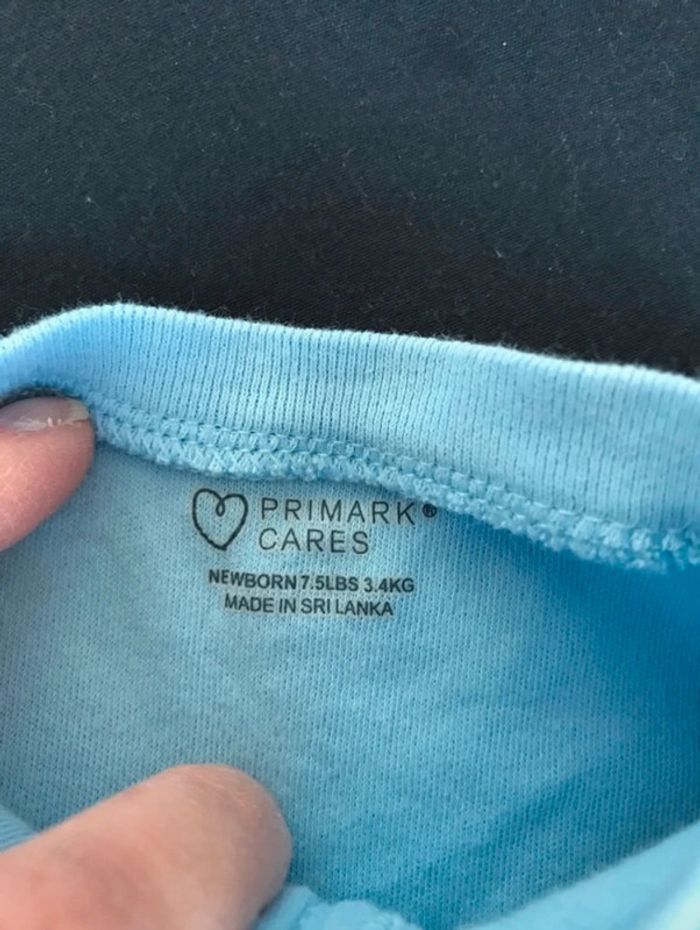 PRIMARK®
CARES
NEWBORN 7.5LBS 3.4KG
MADE IN SRI LANKA